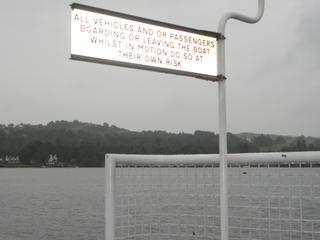 ALL VEHICLES AND OR PASSENGERS
BOARDING OR LEAVING THE BOAT
WHILST IN MOTION DO SO AT
THEIR OWN RISK.